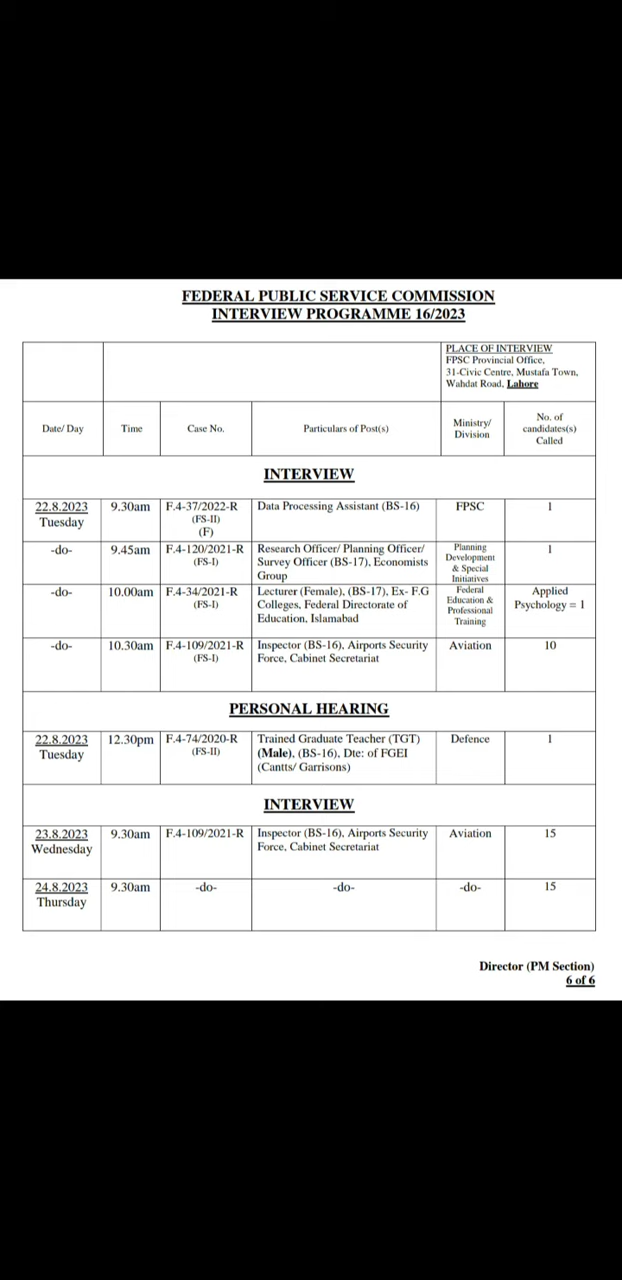 FEDERAL PUBLIC SERVICE COMMISSION
INTERVIEW PROGRAMME 16/2023
PLACE OF INTERVIEW
FPSC Provincial Office,
31-Civic Centre, Mustafa Town,
Wahdat Road, Lahore
Date/ Day Time Case No. Particulars of Post(s) Ministry/ Division No. of candidates(s) Called
INTERVIEW
22.8.2023 9.30am F.4-37/2022-R Data Processing Assistant (BS-16) FPSC 1
Tuesday (FS-II)
(F)
-do- 9.45am F.4-120/2021-R Research Officer/ Planning Officer/ Planning 1
(FS-I) Survey Officer (BS-17), Economists Development
Group & Special
Initiatives
-do- 10.00am F.4-34/2021-R Lecturer (Female), (BS-17), Ex- F.G Federal Applied
(FS-I) Colleges, Federal Directorate of Education & Psychology = 1
Education, Islamabad Professional
Training
-do- 10.30am F.4-109/2021-R Inspector (BS-16), Airports Security Aviation 10
(FS-I) Force, Cabinet Secretariat
PERSONAL HEARING
22.8.2023 12.30pm F.4-74/2020-R Trained Graduate Teacher (TGT) Defence 1
Tuesday (FS-II) (Male), (BS-16), Dte: of FGEI
(Cantts/ Garrisons)
INTERVIEW
23.8.2023 9.30am F.4-109/2021-R Inspector (BS-16), Airports Security Aviation 15
Wednesday Force, Cabinet Secretariat
24.8.2023 9.30am -do- -do- -do- 15
Thursday
Director (PM Section)
6 of 6